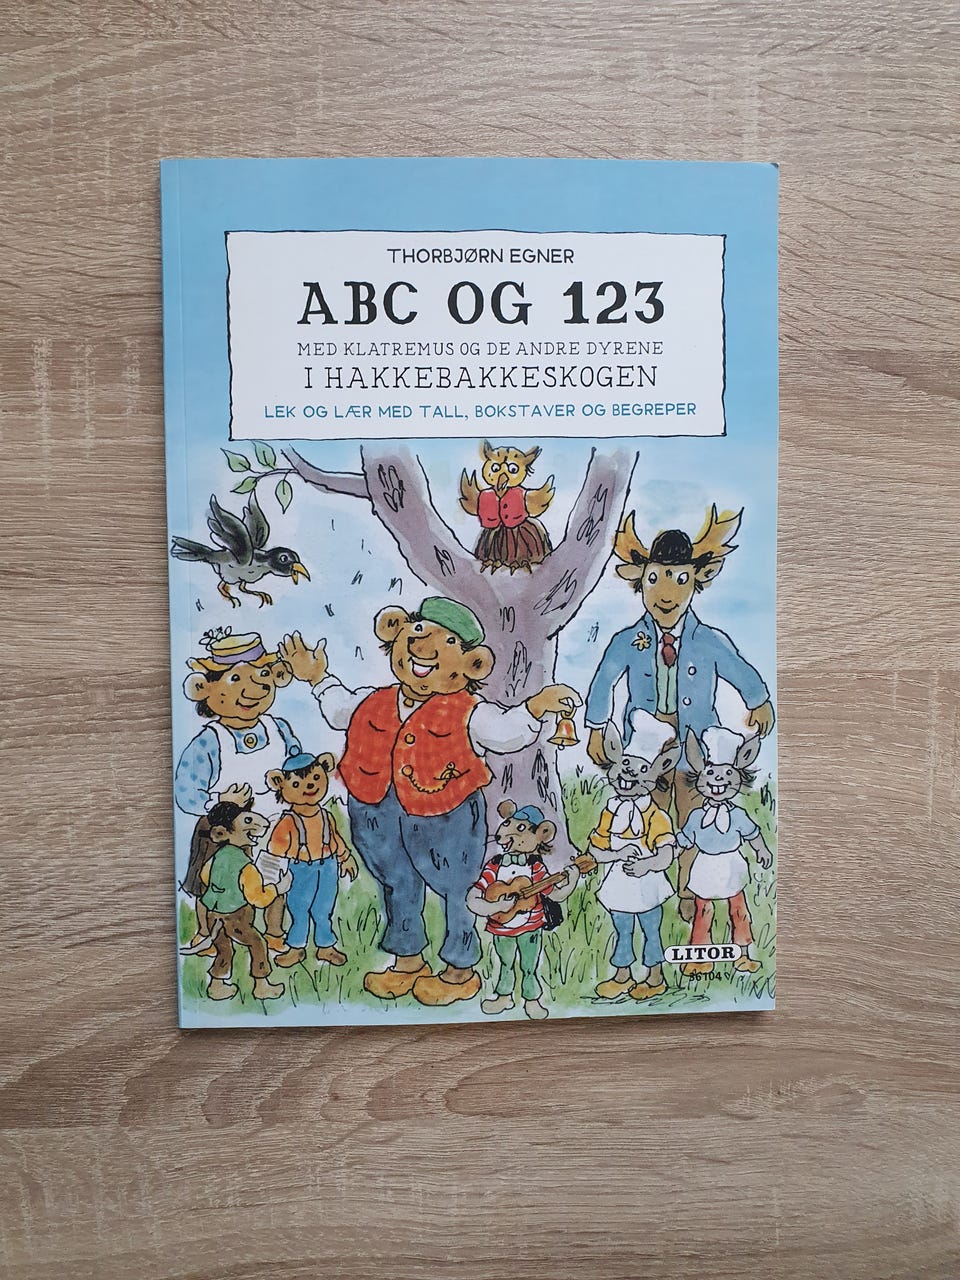 THORBJØRN EGNER
ABC OG 123
MED KLATREMUS OG DE ANDRE DYRENE
I HAKKEBAKKESKOGEN
LEK OG LÆR MED TALL, BOKSTAVER OG BEGREPER
LITOR
36104